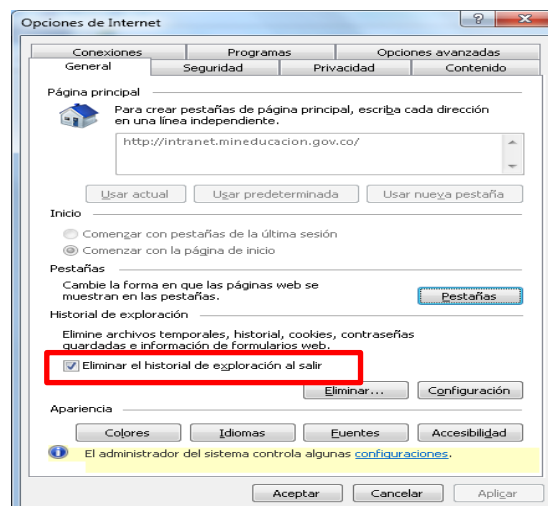 Opciones de Internet
Conexiones
Programas
Opciones avanzadas
General
Seguridad
Privacidad
Contenido
Página principal
Para crear pestañas de página principal, escriba cada dirección
en una línea independiente.
http://intranet.mineducacion.gov.co/
Usar actual
Usar predeterminada
Usar nueva pestaña
Inicio
Comenzar con pestañas de la última sesión
Comenzar con la página de inicio
Pestañas
Cambie la forma en que las páginas web se
muestran en las pestañas.
Pestañas
Historial de exploración
Elimine archivos temporales, historial, cookies, contraseñas
guardadas e información de formularios web.
Eliminar el historial de exploración al salir
Eliminar...
Configuración
Apariencia
Colores
Idiomas
Fuentes
Accesibilidad
El administrador del sistema controla algunas configuraciones.
Aceptar
Cancelar
Aplicar